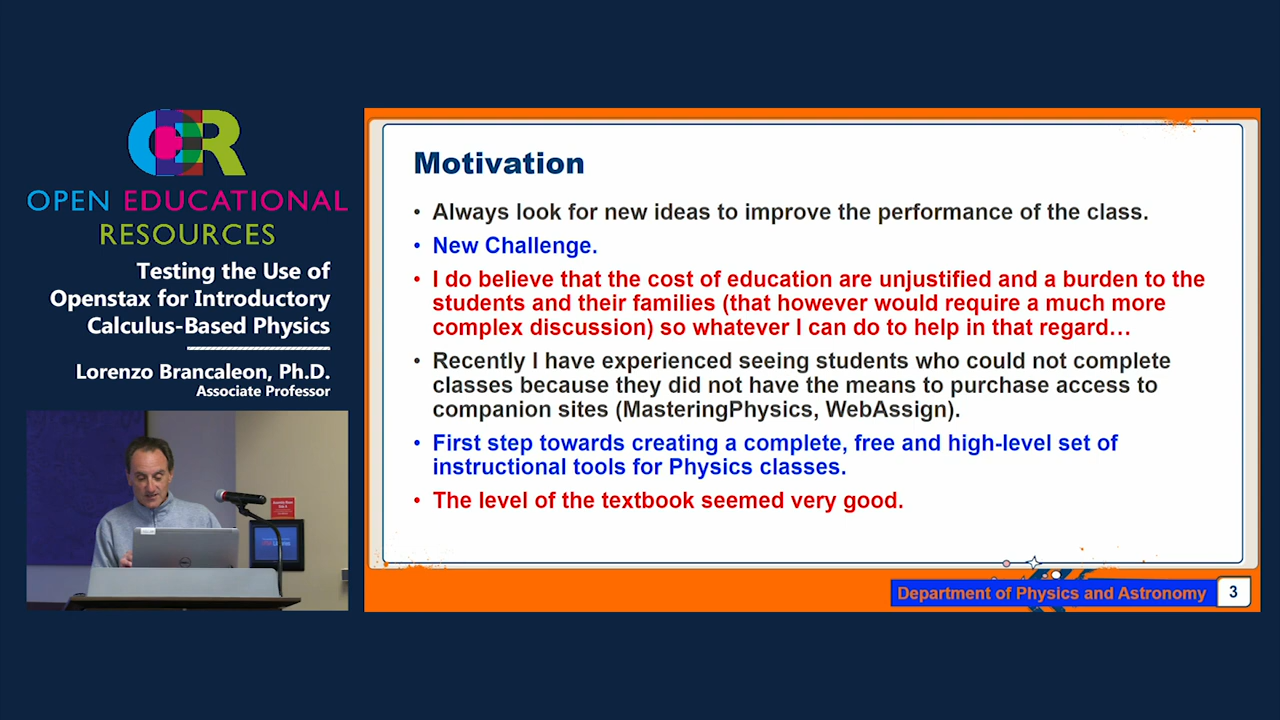 OER
OPEN EDUCATIONAL
RESOURCES
Testing the Use of
Openstax for Introductory
Calculus-Based Physics
Lorenzo Brancaleon, Ph.D.
Associate Professor
Motivation
• Always look for new ideas to improve the performance of the class.
• New Challenge.
• I do believe that the cost of education are unjustified and a burden to the
students and their families (that however would require a much more
complex discussion) so whatever I can do to help in that regard…
• Recently I have experienced seeing students who could not complete
classes because they did not have the means to purchase access to
companion sites (MasteringPhysics, WebAssign).
• First step towards creating a complete, free and high-level set of
instructional tools for Physics classes.
• The level of the textbook seemed very good.
Department of Physics and Astronomy
3